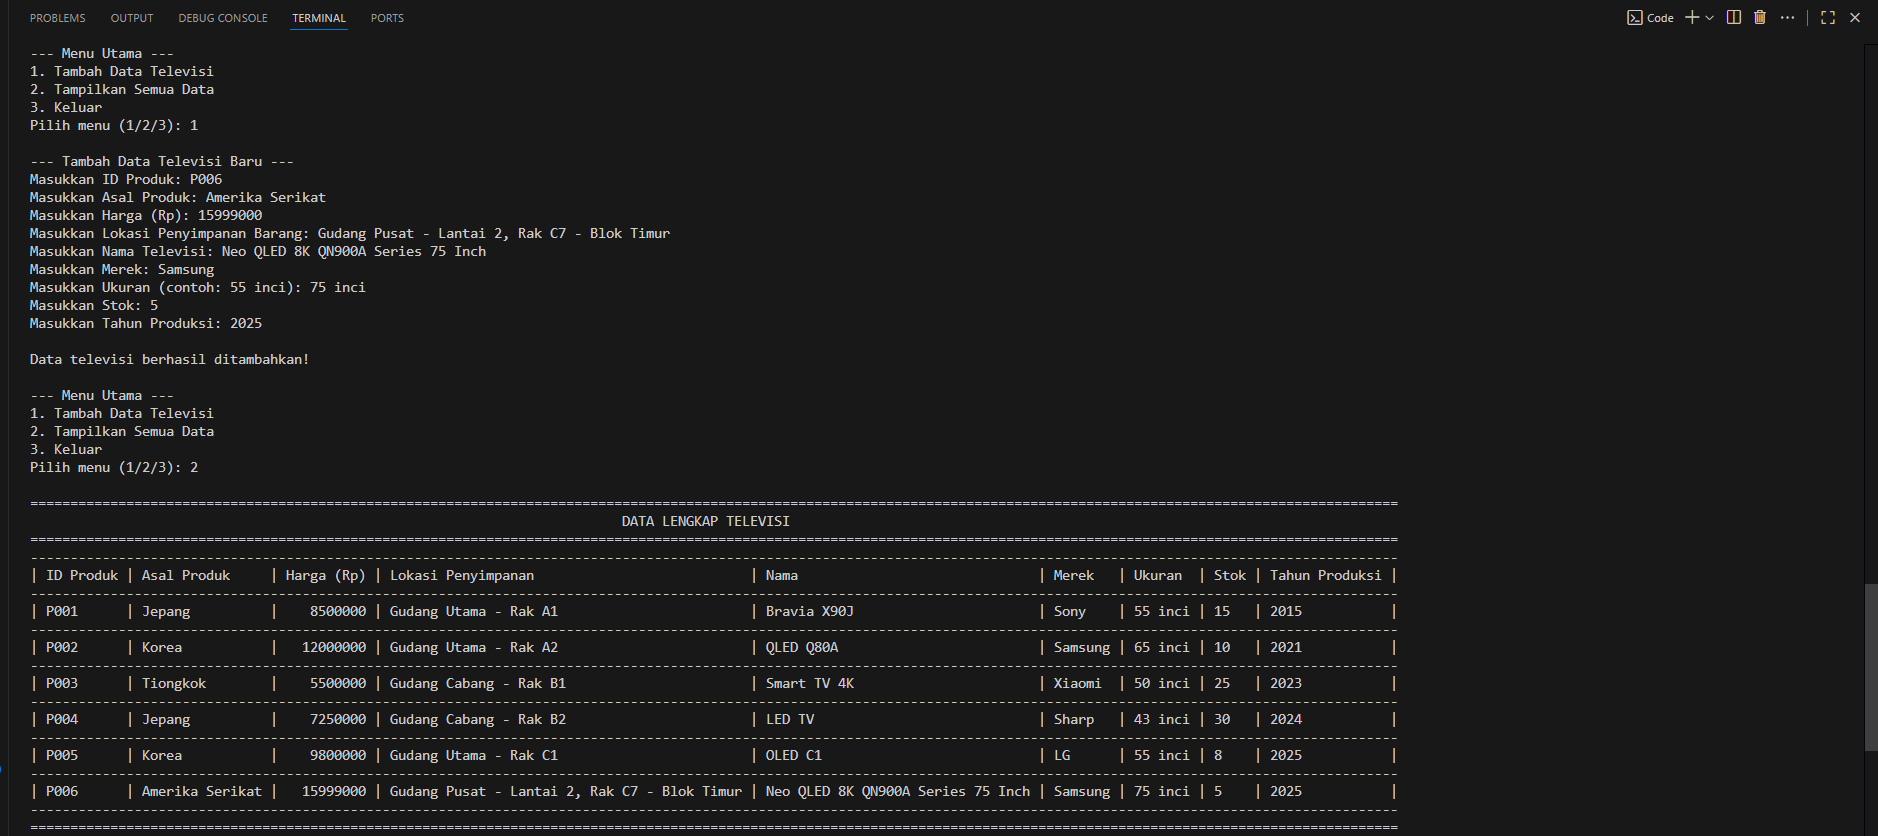 PROBLEMS OUTPUT DEBUG CONSOLE TERMINAL PORTS Code
--- Menu Utama ---
1. Tambah Data Televisi
2. Tampilkan Semua Data
3. Keluar
Pilih menu (1/2/3): 1
--- Tambah Data Televisi Baru ---
Masukkan ID Produk: P006
Masukkan Asal Produk: Amerika Serikat
Masukkan Harga (Rp): 15999000
Masukkan Lokasi Penyimpanan Barang: Gudang Pusat - Lantai 2, Rak C7 - Blok Timur
Masukkan Nama Televisi: Neo QLED 8K QN900A Series 75 Inch
Masukkan Merek: Samsung
Masukkan Ukuran (contoh: 55 inci): 75 inci
Masukkan Stok: 5
Masukkan Tahun Produksi: 2025
Data televisi berhasil ditambahkan!
--- Menu Utama ---
1. Tambah Data Televisi
2. Tampilkan Semua Data
3. Keluar
Pilih menu (1/2/3): 2
DATA LENGKAP TELEVISI
| ID Produk | Asal Produk | Harga (Rp) | Lokasi Penyimpanan | Nama | Merek | Ukuran | Stok | Tahun Produksi |
| P001 | Jepang | 8500000 | Gudang Utama - Rak A1 | Bravia X90J | Sony | 55 inci | 15 | 2015 |
| P002 | Korea | 12000000 | Gudang Utama - Rak A2 | QLED Q80A | Samsung | 65 inci | 10 | 2021 |
| P003 | Tiongkok | 5500000 | Gudang Cabang - Rak B1 | Smart TV 4K | Xiaomi | 50 inci | 25 | 2023 |
| P004 | Jepang | 7250000 | Gudang Cabang - Rak B2 | LED TV | Sharp | 43 inci | 30 | 2024 |
| P005 | Korea | 9800000 | Gudang Utama - Rak C1 | OLED C1 | LG | 55 inci | 8 | 2025 |
| P006 | Amerika Serikat | 15999000 | Gudang Pusat - Lantai 2, Rak C7 - Blok Timur | Neo QLED 8K QN900A Series 75 Inch | Samsung | 75 inci | 5 | 2025 |